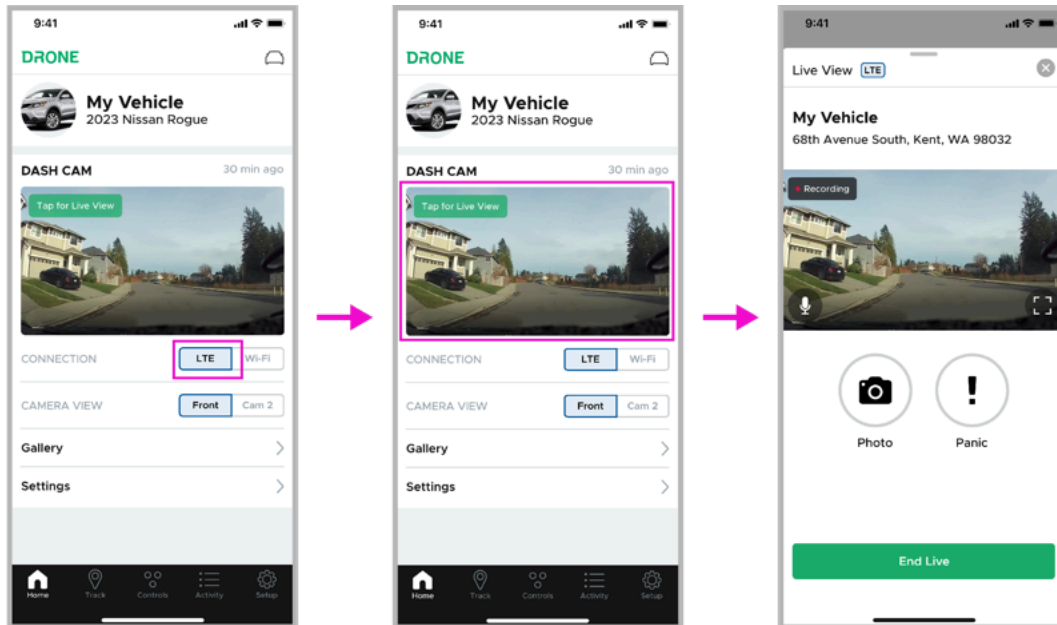 9:41
DRONE
My Vehicle
2023 Nissan Rogue
DASH CAM 30 min ago
Tap for Live View
CONNECTION LTE Wi-Fi
CAMERA VIEW Front Cam 2
Gallery
Settings
Home Track Controls Activity Setup
9:41
DRONE
My Vehicle
2023 Nissan Rogue
DASH CAM 30 min ago
Tap for Live View
CONNECTION LTE Wi-Fi
CAMERA VIEW Front Cam 2
Gallery
Settings
Home Track Controls Activity Setup
9:41
Live View LTE
My Vehicle
68th Avenue South, Kent, WA 98032
Recording
Photo Panic
End Live